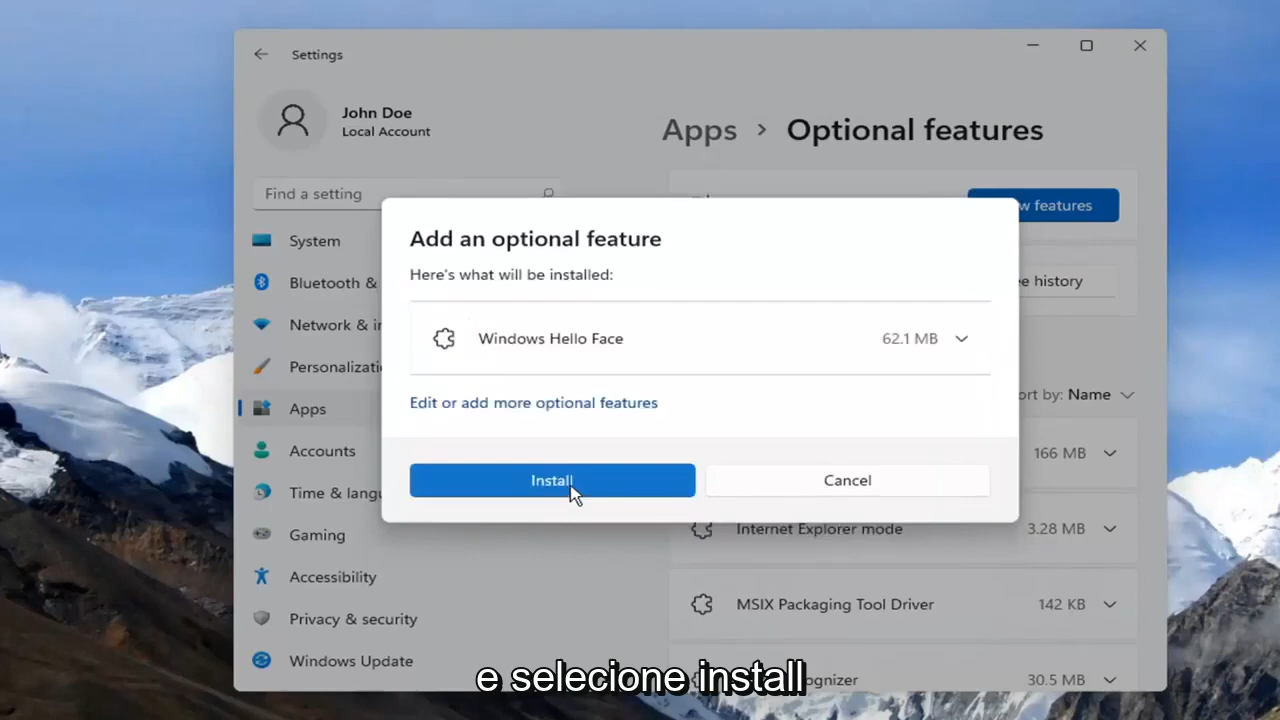 Settings
John Doe
Local Account
Find a setting
System
Bluetooth &
Network &
Personalizati
Apps
Accounts
Time &
Gaming
Accessibility
Privacy & security
Windows Update
Apps > Optional features
features
history
by: Name
166 MB
Internet Explorer mode 3.28 MB
MSIX Packaging Tool Driver 142 KB
30.5 MB
Add an optional feature
Here's what will be installed:
Windows Hello Face 62.1 MB
Edit or add more optional features
Install Cancel
e selecione install